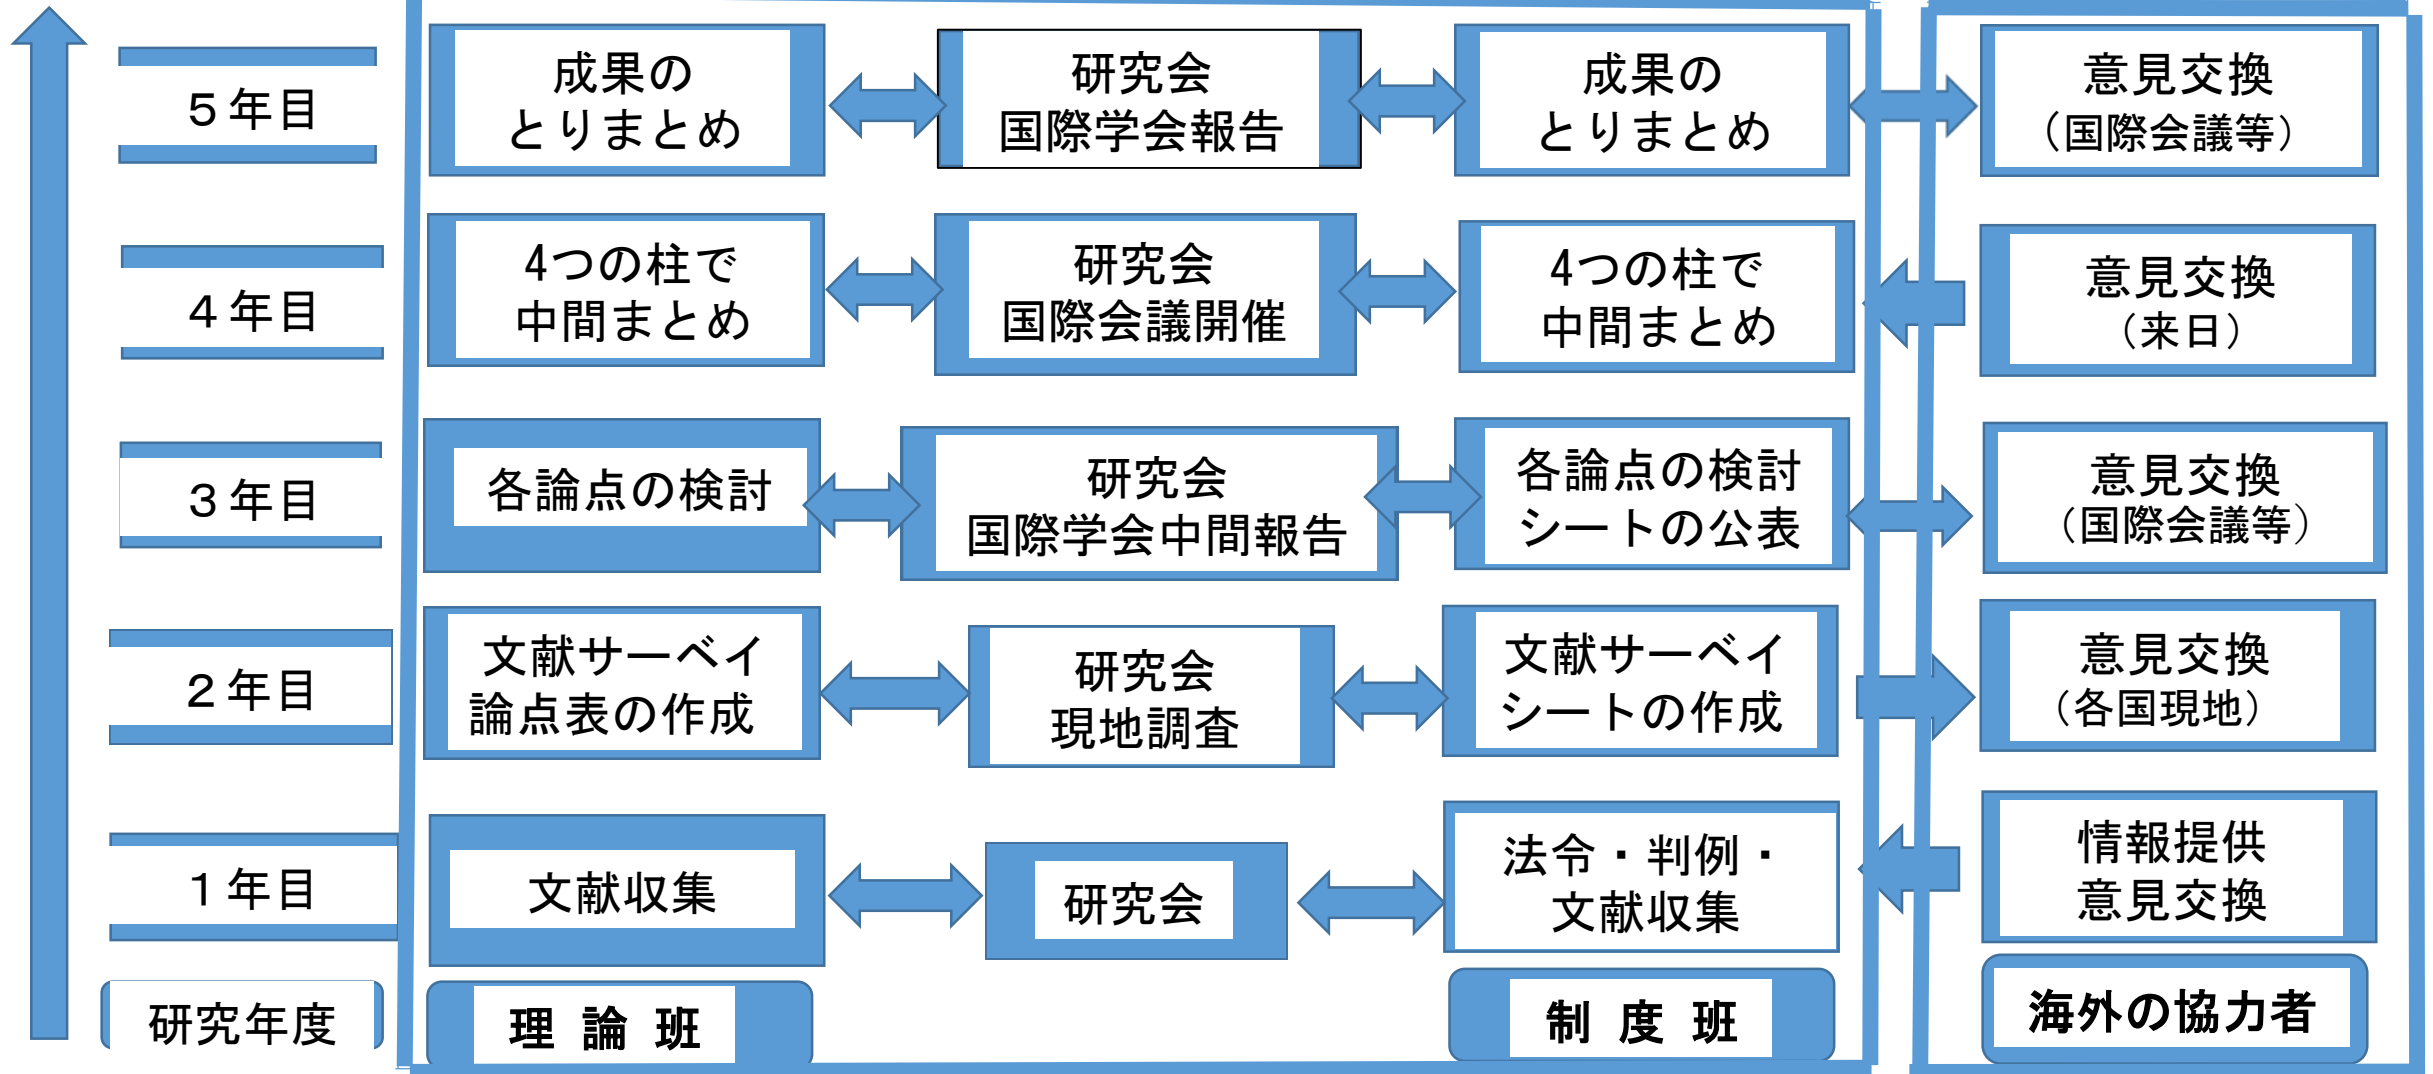 ５年目
成果の
とりまとめ
研究会
国際学会報告
成果の
とりまとめ
意見交換
（国際会議等）
４年目
4つの柱で
中間まとめ
研究会
国際会議開催
4つの柱で
中間まとめ
意見交換
（来日）
３年目
各論点の検討
研究会
国際学会中間報告
各論点の検討
シートの公表
意見交換
（国際会議等）
２年目
文献サーベイ
論点表の作成
研究会
現地調査
文献サーベイ
シートの作成
意見交換
（各国現地）
１年目
文献収集
研究会
法令・判例・
文献収集
情報提供
意見交換
研究年度
理 論 班
制 度 班
海外の協力者